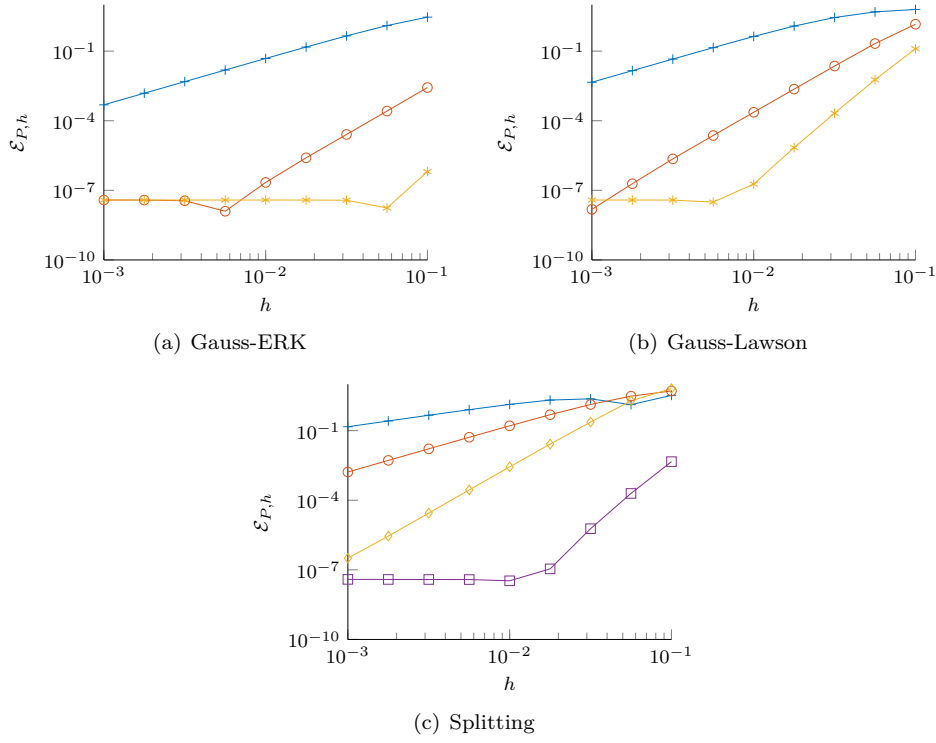 10⁻¹
10⁻⁴
10⁻⁷
10⁻¹⁰
ℰ_{P,h}
10⁻³ 10⁻² 10⁻¹
h
(a) Gauss-ERK
10⁻¹
10⁻⁴
10⁻⁷
10⁻¹⁰
ℰ_{P,h}
10⁻³ 10⁻² 10⁻¹
h
(b) Gauss-Lawson
10⁻¹
10⁻⁴
10⁻⁷
10⁻¹⁰
ℰ_{P,h}
10⁻³ 10⁻² 10⁻¹
h
(c) Splitting